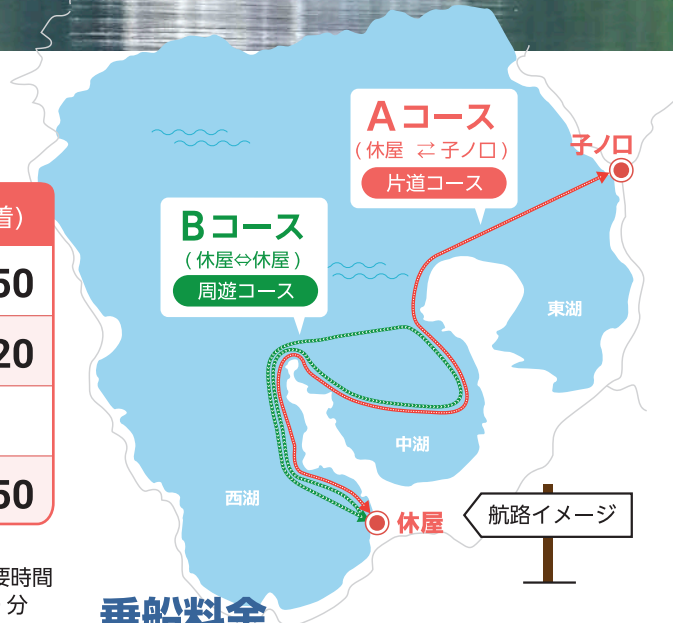 Aコース
(休屋 ⇄ 子ノ口)
片道コース
子ノ口
着)
Bコース
(休屋⇔休屋)
周遊コース
50
20
50
東湖
中湖
西湖
休屋
航路イメージ
要時間
分
乗船料金